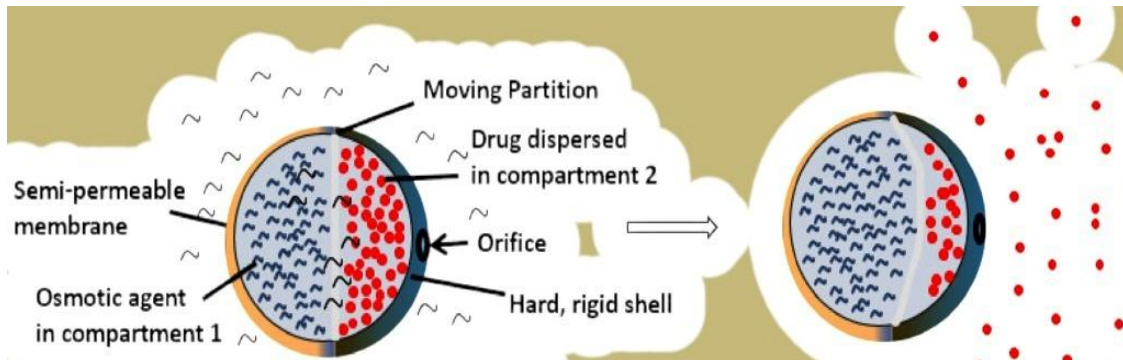 Moving Partition
Drug dispersed
in compartment 2
Semi-permeable
membrane
Orifice
Osmotic agent
in compartment 1
Hard, rigid shell